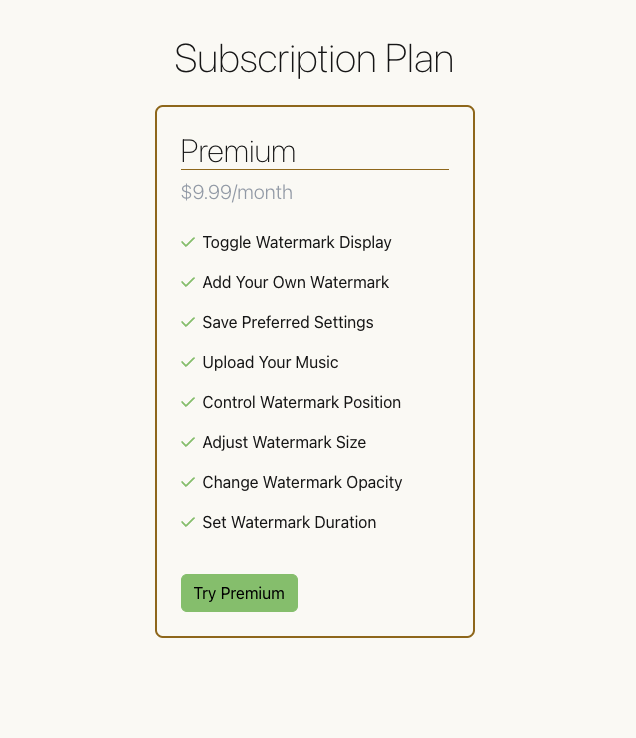 Subscription Plan
Premium
$9.99/month
Toggle Watermark Display
Add Your Own Watermark
Save Preferred Settings
Upload Your Music
Control Watermark Position
Adjust Watermark Size
Change Watermark Opacity
Set Watermark Duration
Try Premium